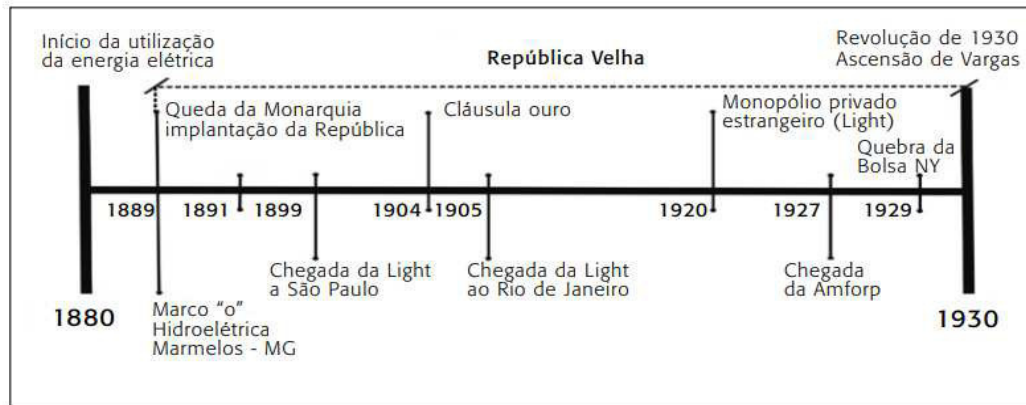 Início da utilização
da energia elétrica
República Velha
Revolução de 1930
Ascensão de Vargas
Queda da Monarquia
implantação da República
Cláusula ouro
Monopólio privado
estrangeiro (Light)
Quebra da
Bolsa NY
1889
1891
1899
1904
1905
1920
1927
1929
Chegada da Light
a São Paulo
Chegada da Light
ao Rio de Janeiro
Chegada
da Amforp
1880
Marco “o”
Hidroelétrica
Marmelos - MG
1930